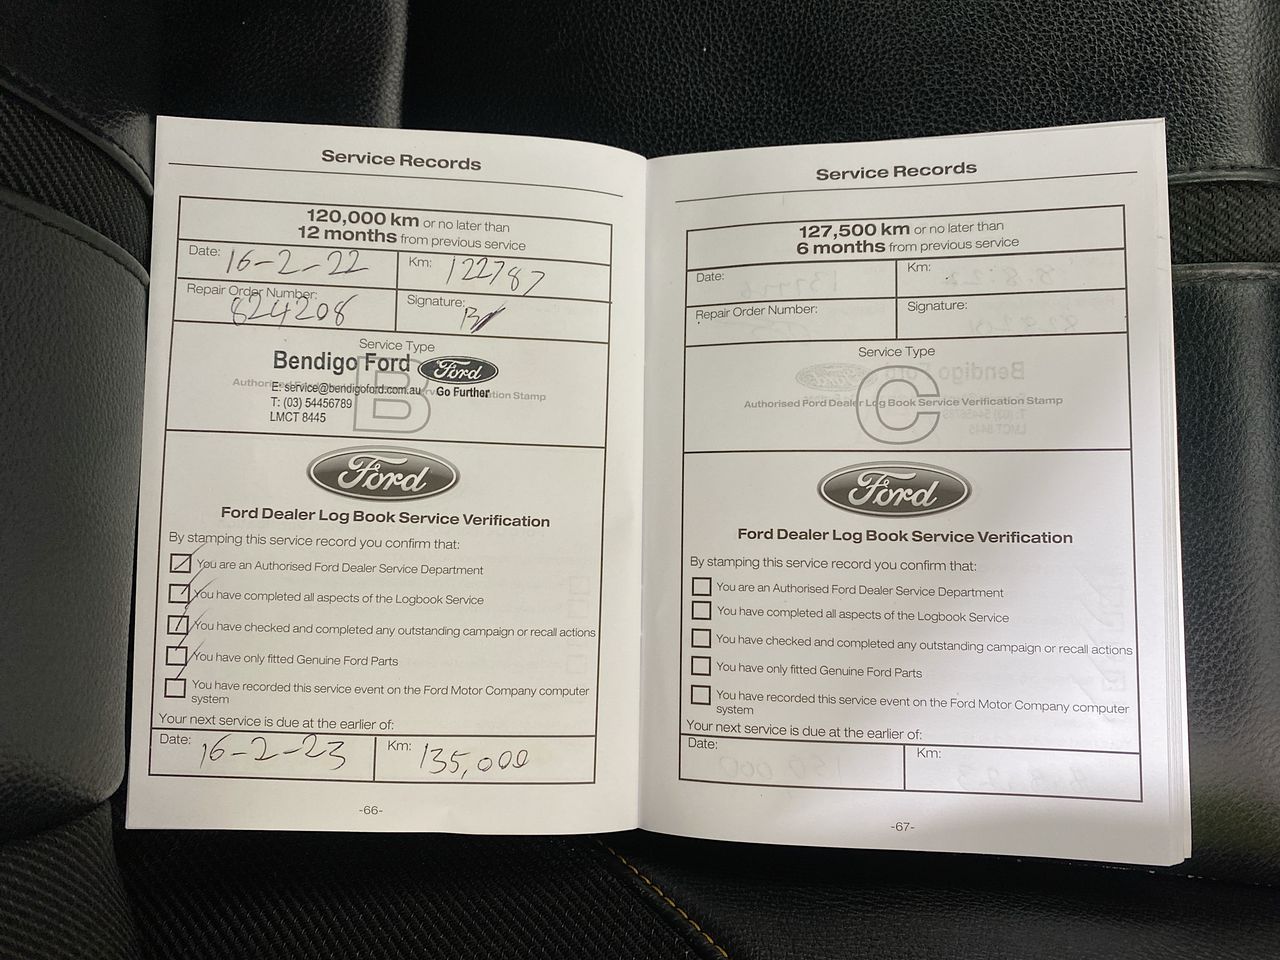 Service Records
120,000 km or no later than
12 months from previous service
Date: 16-2-22
Km: 122787
Repair Order Number: 824208
Signature:
Service Type
B
Bendigo Ford Ford
Authorised
E: service@bendigoford.com.au Go Further
Stamp
T: (03) 54456789
LMCT 8445
Ford
Ford Dealer Log Book Service Verification
By stamping this service record you confirm that:
You are an Authorised Ford Dealer Service Department
You have completed all aspects of the Logbook Service
You have checked and completed any outstanding campaign or recall actions
You have only fitted Genuine Ford Parts
You have recorded this service event on the Ford Motor Company computer
system
Your next service is due at the earlier of:
Date: 16-2-23
Km: 135,000
-66-
Service Records
127,500 km or no later than
6 months from previous service
Date:
Km:
Repair Order Number:
Signature:
Service Type
C
Authorised Ford Dealer Log Book Service Verification Stamp
Ford
Ford Dealer Log Book Service Verification
By stamping this service record you confirm that:
You are an Authorised Ford Dealer Service Department
You have completed all aspects of the Logbook Service
You have checked and completed any outstanding campaign or recall actions
You have only fitted Genuine Ford Parts
You have recorded this service event on the Ford Motor Company computer
system
Your next service is due at the earlier of:
Date:
Km:
-67-